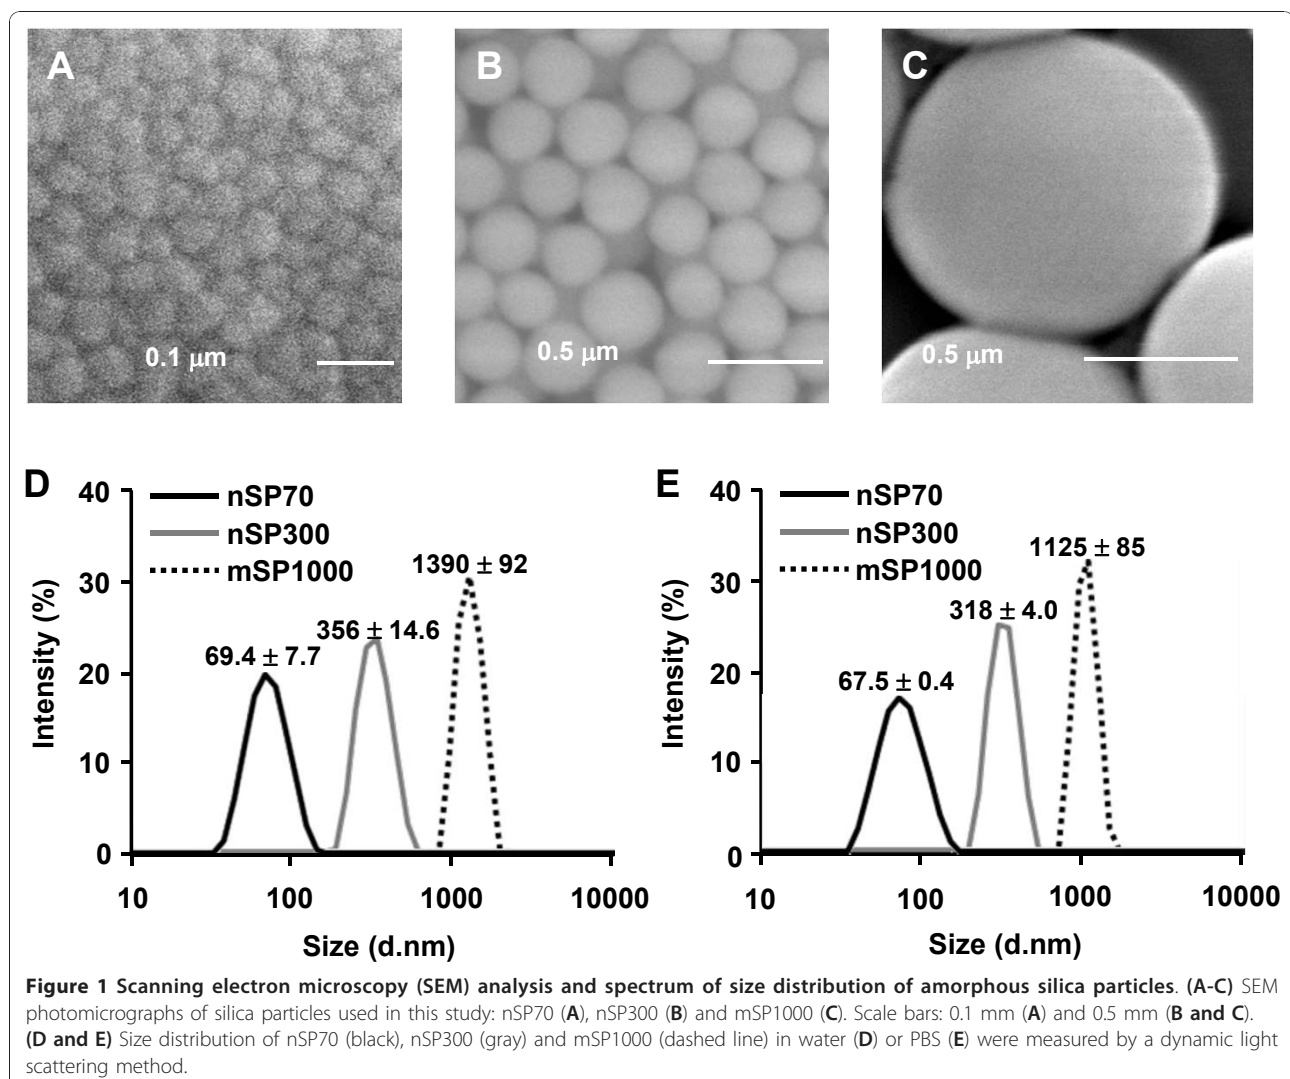 A
0.1 μm
B
0.5 μm
C
0.5 μm
D
40
30
20
10
0
Intensity (%)
nSP70
nSP300
mSP1000
69.4 ± 7.7
356 ± 14.6
1390 ± 92
10
100
1000
10000
Size (d.nm)
E
40
30
20
10
0
Intensity (%)
nSP70
nSP300
mSP1000
67.5 ± 0.4
318 ± 4.0
1125 ± 85
10
100
1000
10000
Size (d.nm)
Figure 1 Scanning electron microscopy (SEM) analysis and spectrum of size distribution of amorphous silica particles. (A-C) SEM
photomicrographs of silica particles used in this study: nSP70 (A), nSP300 (B) and mSP1000 (C). Scale bars: 0.1 mm (A) and 0.5 mm (B and C).
(D and E) Size distribution of nSP70 (black), nSP300 (gray) and mSP1000 (dashed line) in water (D) or PBS (E) were measured by a dynamic light
scattering method.